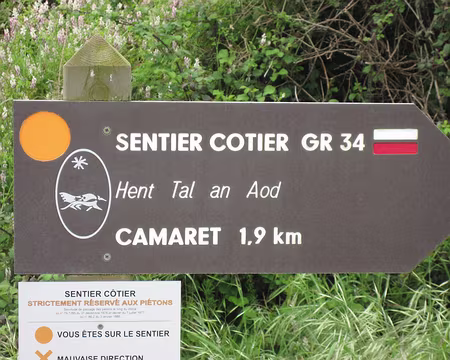 SENTIER COTIER GR 34
Hent Tal an Aod
CAMARET 1,9 km
SENTIER CÔTIER
STRICTEMENT RÉSERVÉ AUX PIÉTONS
VOUS ÊTES SUR LE SENTIER
MAUVAISE DIRECTION